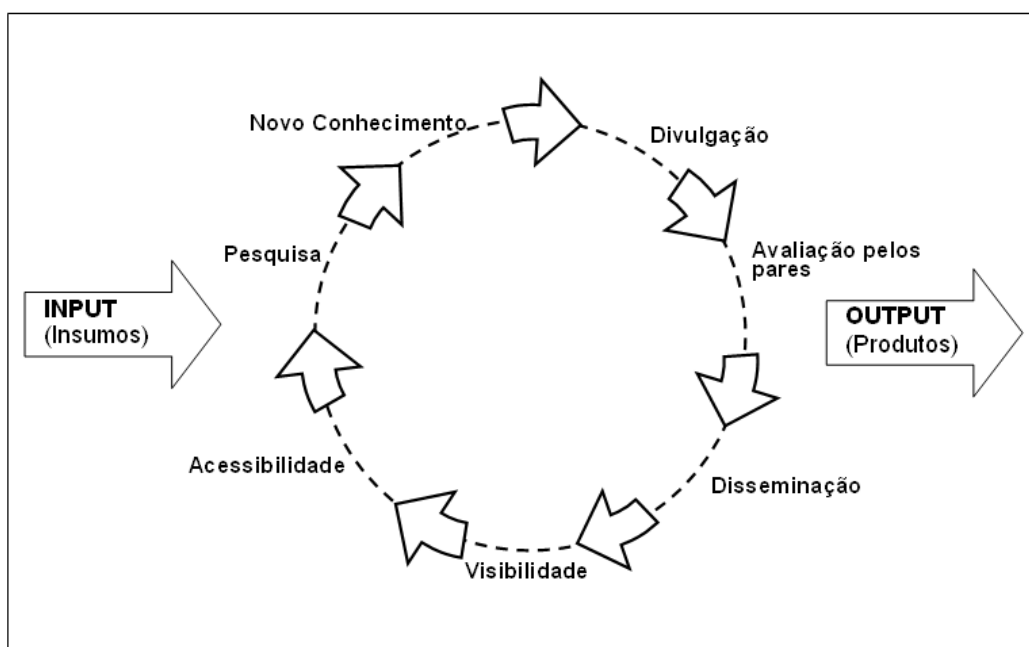 Novo Conhecimento
Divulgação
Pesquisa
Avaliação pelos
pares
INPUT
(Insumos)
OUTPUT
(Produtos)
Acessibilidade
Disseminação
Visibilidade